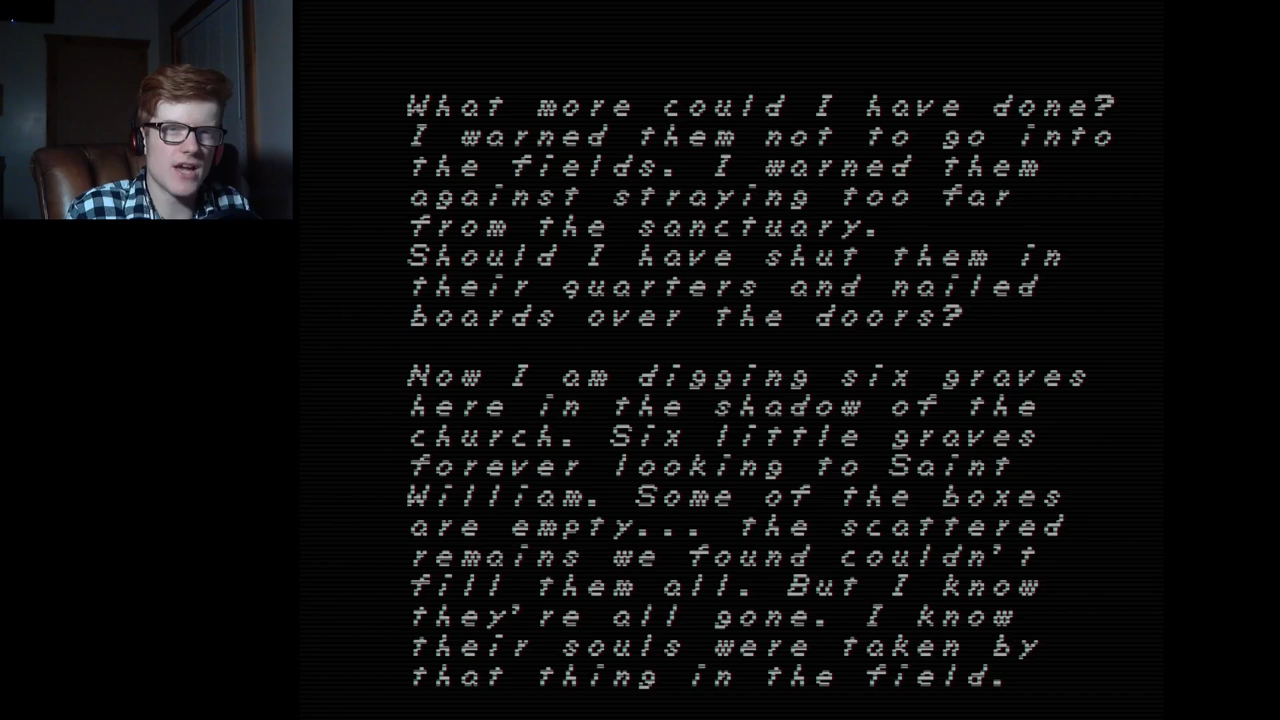 What more could I have done?
I warned them not to go into
the fields. I warned them
against straying too far
from the sanctuary.
Should I have shut them in
their quarters and nailed
boards over the doors?
Now I am digging six graves
here in the shadow of the
church. Six little graves
forever looking to Saint
William. Some of the boxes
are empty... the scattered
remains we found couldn't
fill them all. But I know
they're all gone. I know
their souls were taken by
that thing in the field.